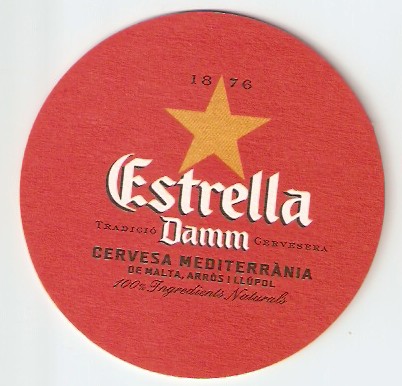 1876
Estrella
TRADICIÓ Damm CERVESERA
CERVESA MEDITERRÀNIA
DE MALTA, ARRÒS I LLÚPOL
100% Ingredients Naturals